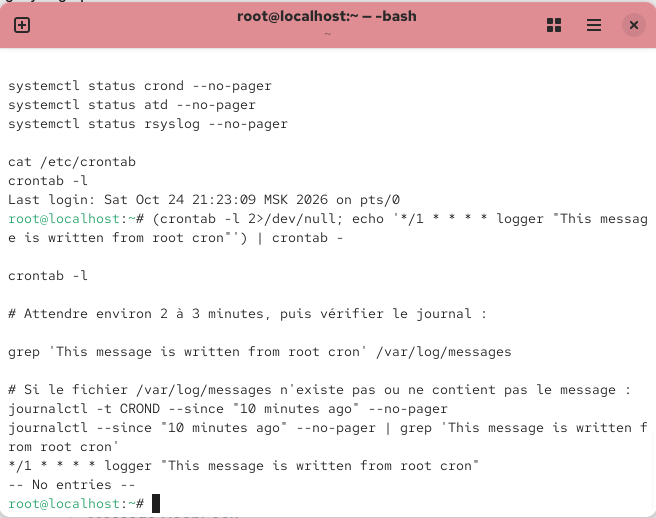 root@localhost:~ — -bash
~
systemctl status crond --no-pager
systemctl status atd --no-pager
systemctl status rsyslog --no-pager
cat /etc/crontab
crontab -l
Last login: Sat Oct 24 21:23:09 MSK 2026 on pts/0
root@localhost:~# (crontab -l 2>/dev/null; echo '*/1 * * * * logger "This messag
e is written from root cron"') | crontab -
crontab -l
# Attendre environ 2 à 3 minutes, puis vérifier le journal :
grep 'This message is written from root cron' /var/log/messages
# Si le fichier /var/log/messages n'existe pas ou ne contient pas le message :
journalctl -t CROND --since "10 minutes ago" --no-pager
journalctl --since "10 minutes ago" --no-pager | grep 'This message is written f
rom root cron'
*/1 * * * * logger "This message is written from root cron"
-- No entries --
root@localhost:~#